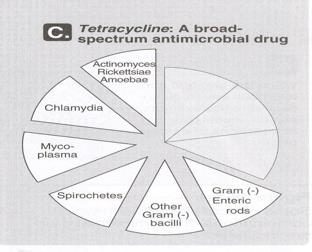 C. Tetracycline: A broad-
spectrum antimicrobial drug
Actinomyces
Rickettsiae
Amoebae
Chlamydia
Myco-
plasma
Spirochetes
Other
Gram (-)
bacilli
Gram (-)
Enteric
rods